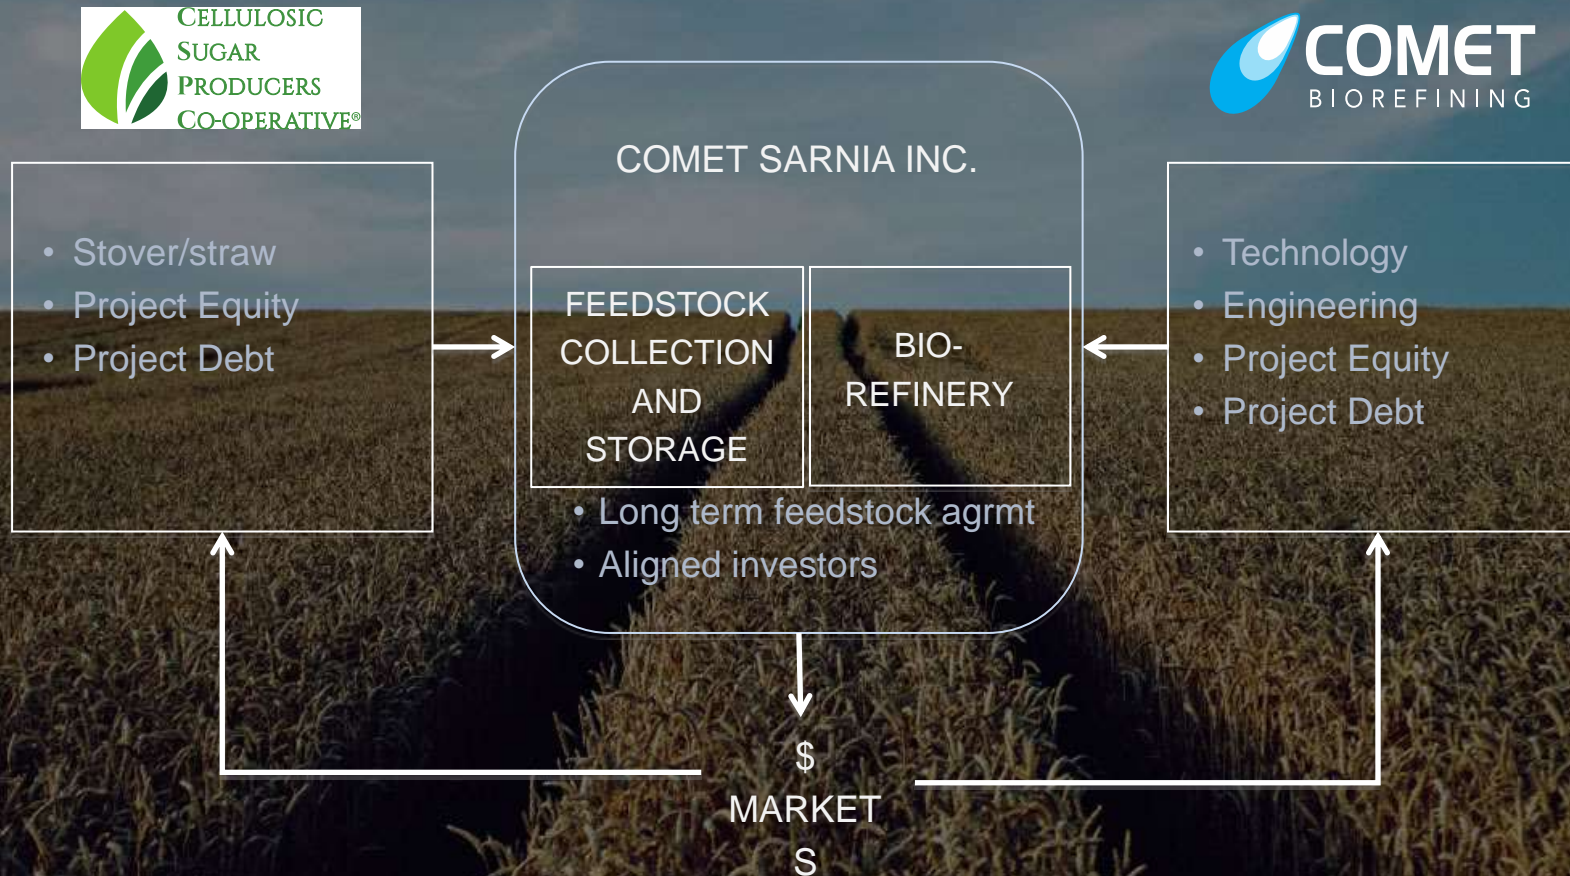 CELLULOSIC
SUGAR
PRODUCERS
CO-OPERATIVE®
COMET
BIOREFINING
COMET SARNIA INC.
• Stover/straw
• Project Equity
• Project Debt
FEEDSTOCK
COLLECTION
AND
STORAGE
BIO-
REFINERY
• Long term feedstock agrmt
• Aligned investors
• Technology
• Engineering
• Project Equity
• Project Debt
$
MARKET
S